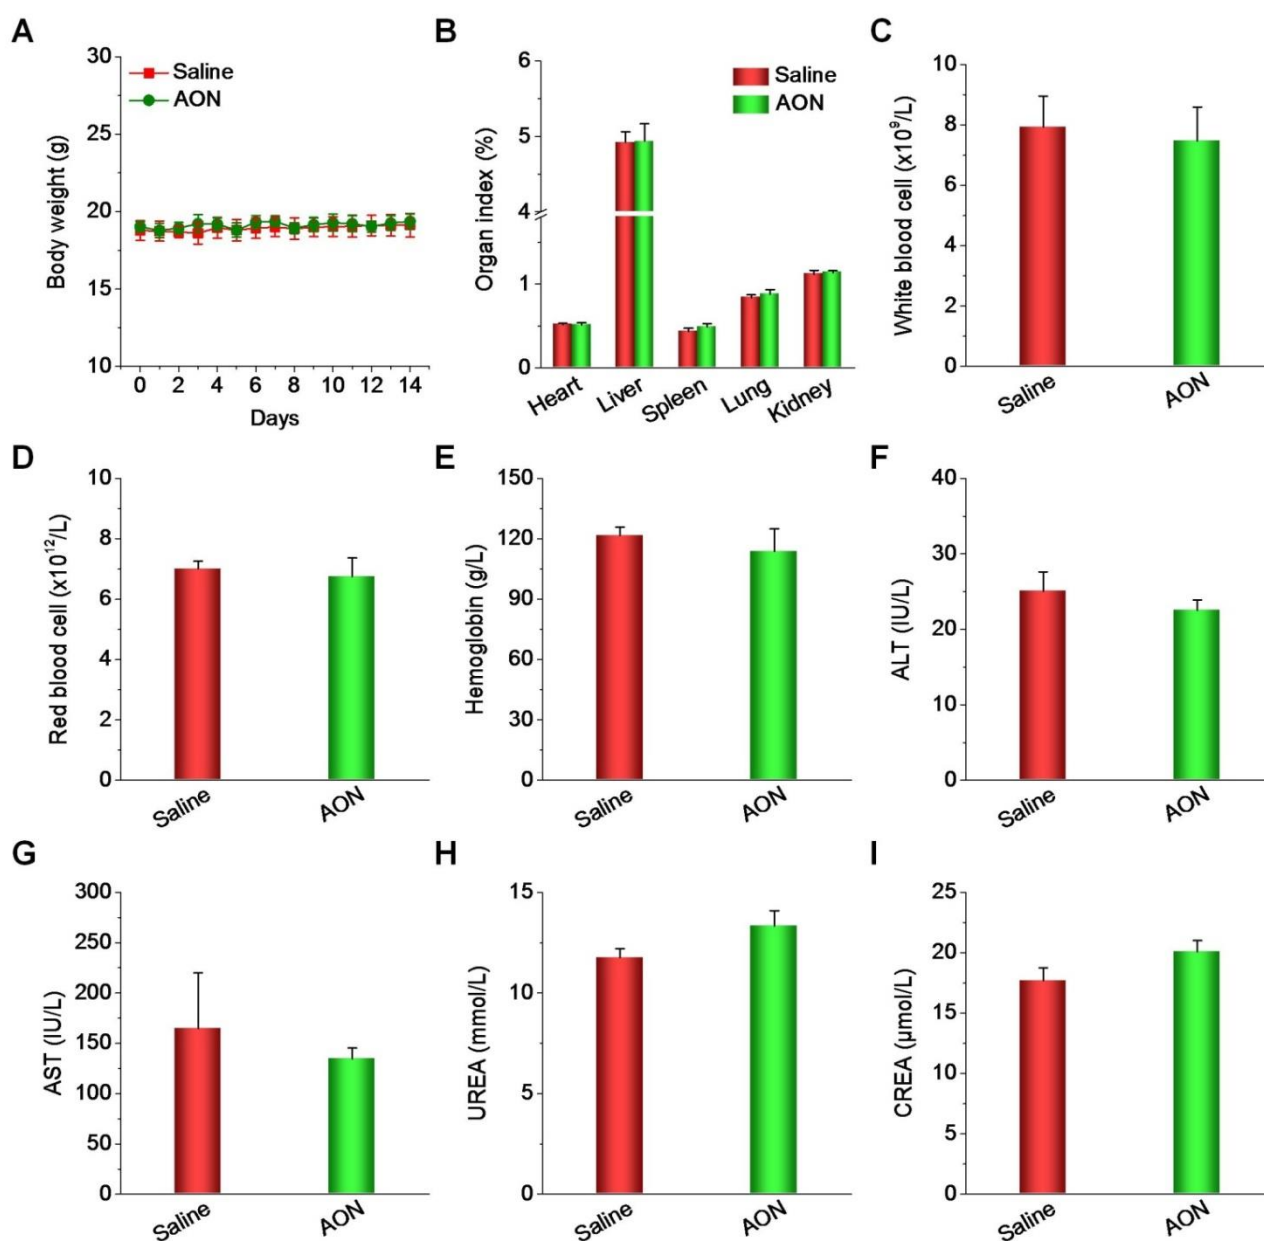 A
Body weight (g)
30
25
20
15
10
Saline
AON
0 2 4 6 8 10 12 14
Days
B
Organ index (%)
6
5
4
1
0
Saline
AON
Heart Liver Spleen Lung Kidney
C
White blood cell (x10⁹/L)
10
8
6
4
2
0
Saline AON
D
Red blood cell (x10¹²/L)
10
8
6
4
2
0
Saline AON
E
Hemoglobin (g/L)
150
120
90
60
30
0
Saline AON
F
ALT (IU/L)
40
30
20
10
0
Saline AON
G
AST (IU/L)
300
250
200
150
100
50
0
Saline AON
H
UREA (mmol/L)
15
10
5
0
Saline AON
I
CREA (μmol/L)
25
20
15
10
5
0
Saline AON